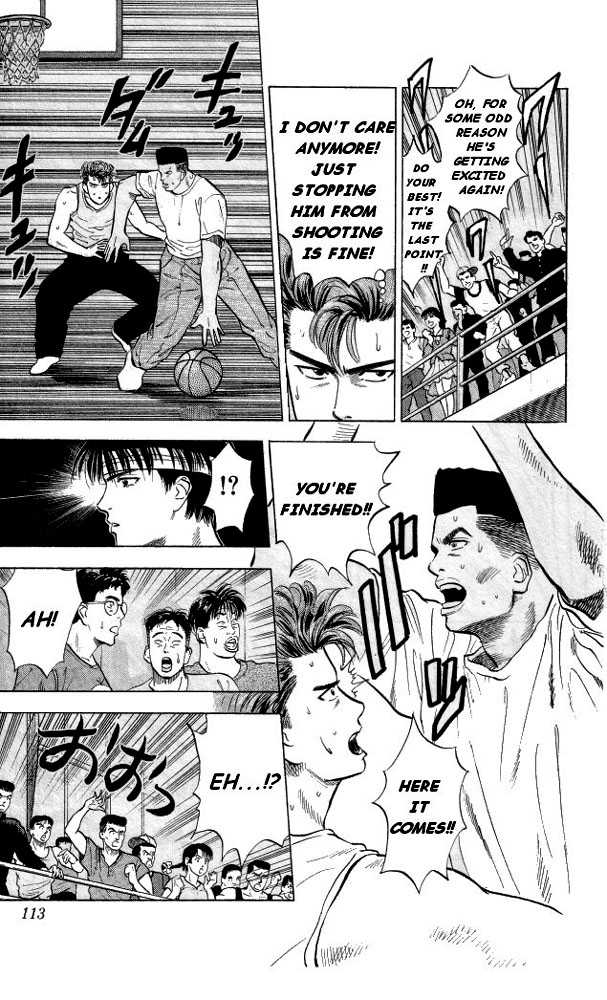 OH, FOR
SOME ODD
REASON
HE'S
GETTING
EXCITED
AGAIN!
DO
YOUR
BEST!
IT'S
THE
LAST
POINT
!!
I DON'T CARE
ANYMORE!
JUST
STOPPING
HIM FROM
SHOOTING
IS FINE!
キュッ
ダム
キュッ
YOU'RE
FINISHED!!
HERE
IT
COMES!!
!?
AH!
EH...!?
おおおっ
113